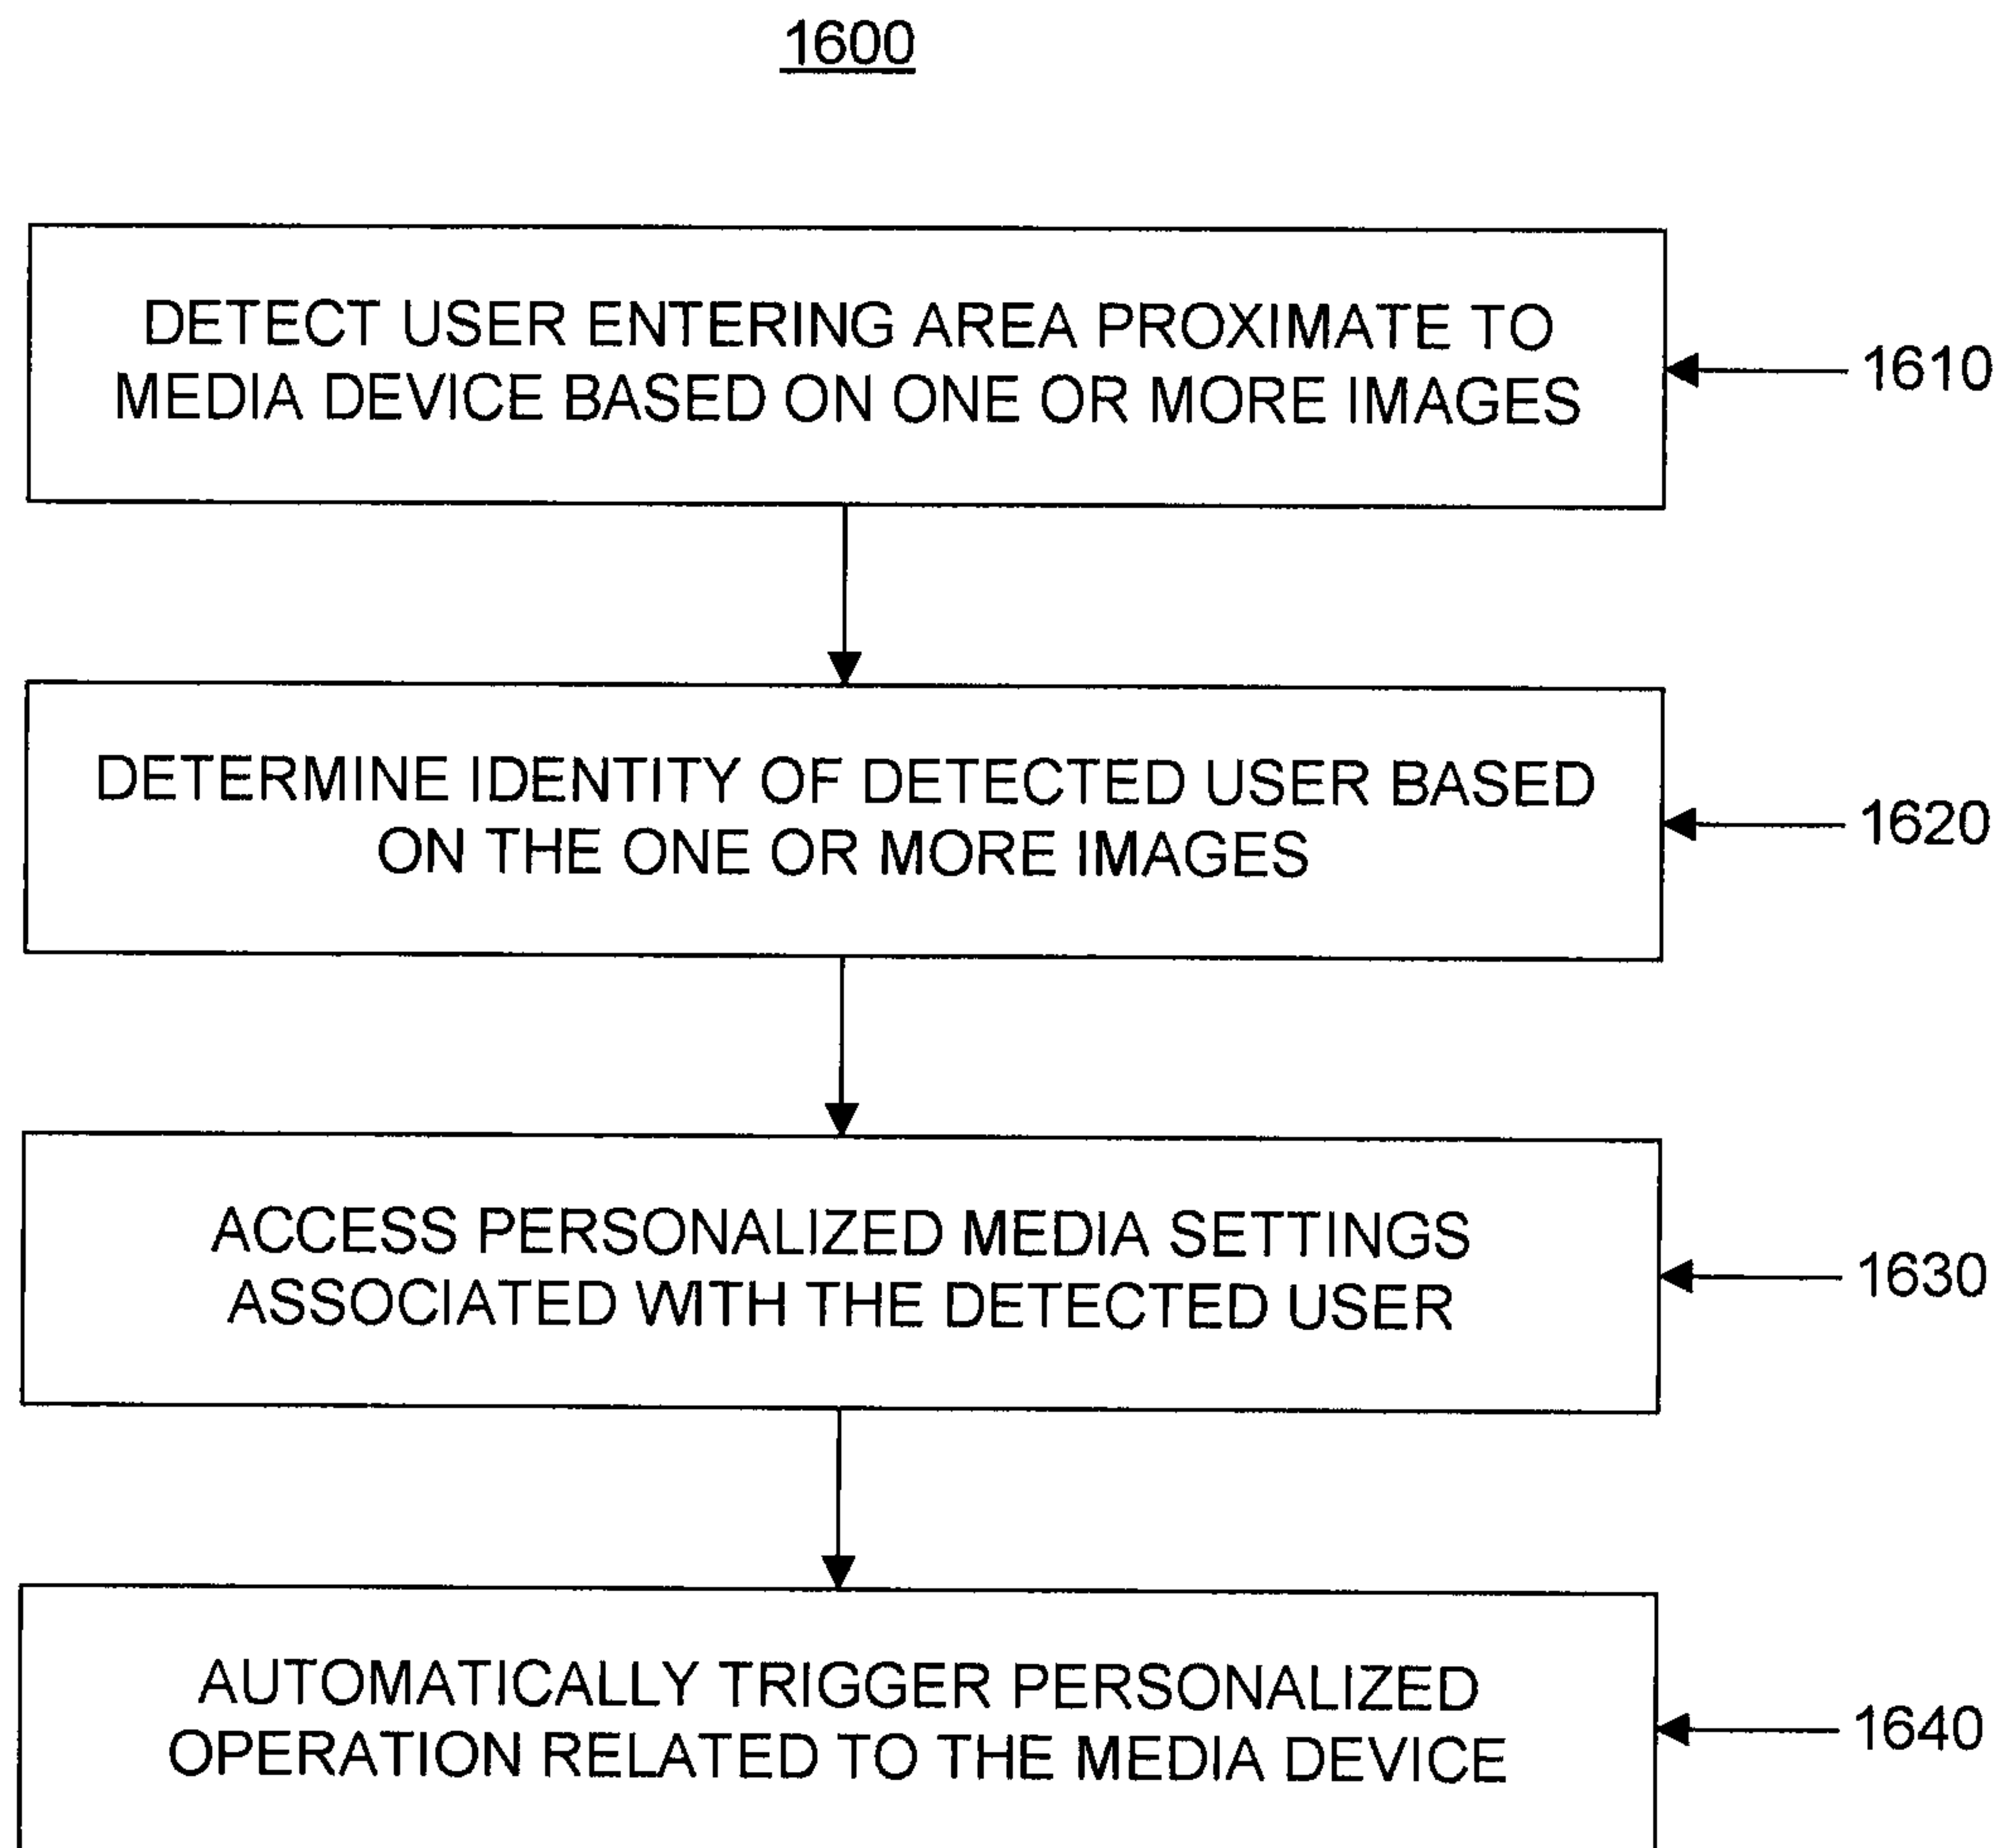 1600
DETECT USER ENTERING AREA PROXIMATE TO
MEDIA DEVICE BASED ON ONE OR MORE IMAGES
1610
DETERMINE IDENTITY OF DETECTED USER BASED
ON THE ONE OR MORE IMAGES
1620
ACCESS PERSONALIZED MEDIA SETTINGS
ASSOCIATED WITH THE DETECTED USER
1630
AUTOMATICALLY TRIGGER PERSONALIZED
OPERATION RELATED TO THE MEDIA DEVICE
1640